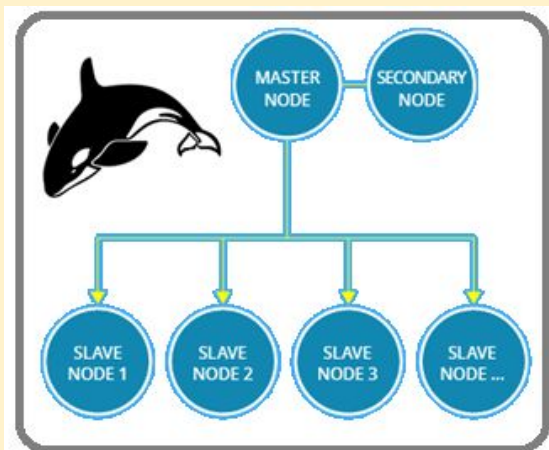 MASTER
NODE
SECONDARY
NODE
SLAVE
NODE 1
SLAVE
NODE 2
SLAVE
NODE 3
SLAVE
NODE ...